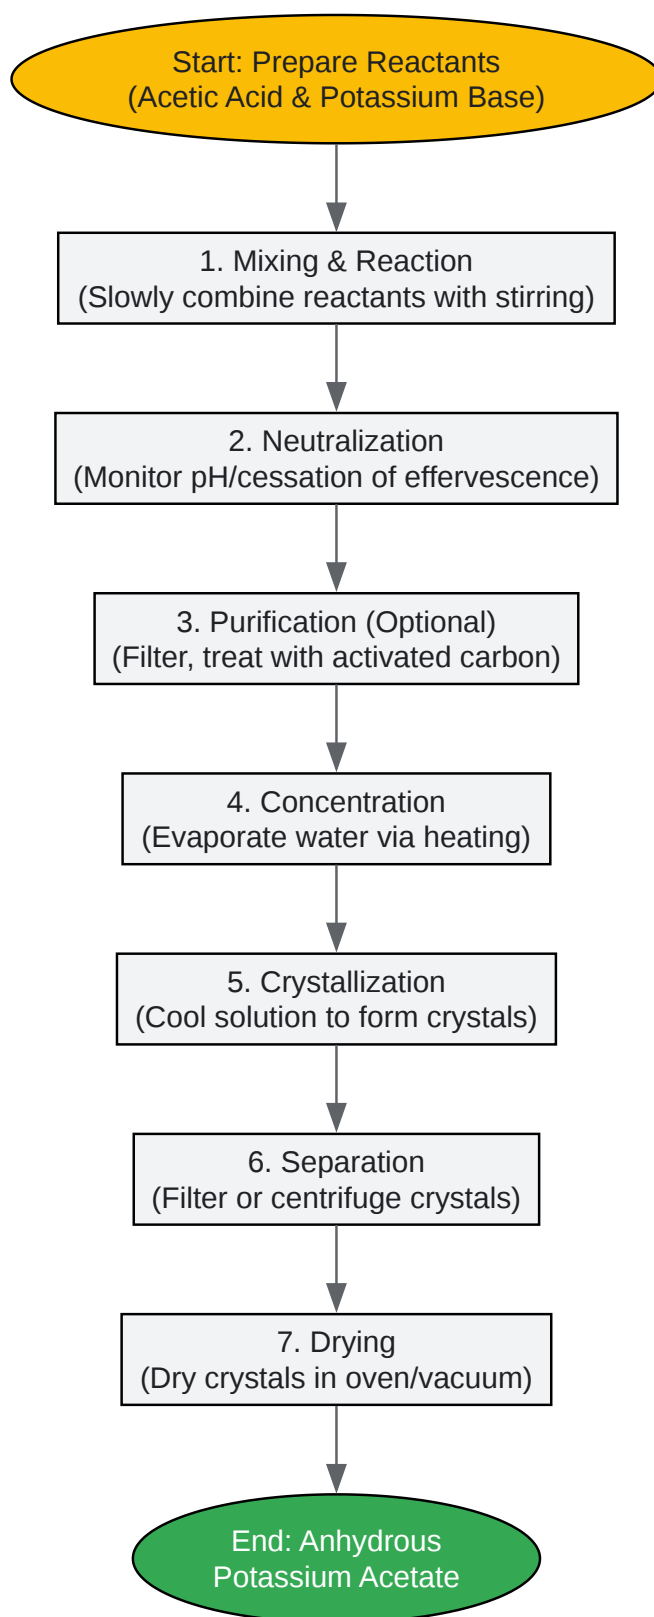 Start: Prepare Reactants
(Acetic Acid & Potassium Base)
1. Mixing & Reaction
(Slowly combine reactants with stirring)
2. Neutralization
(Monitor pH/cessation of effervescence)
3. Purification (Optional)
(Filter, treat with activated carbon)
4. Concentration
(Evaporate water via heating)
5. Crystallization
(Cool solution to form crystals)
6. Separation
(Filter or centrifuge crystals)
7. Drying
(Dry crystals in oven/vacuum)
End: Anhydrous
Potassium Acetate